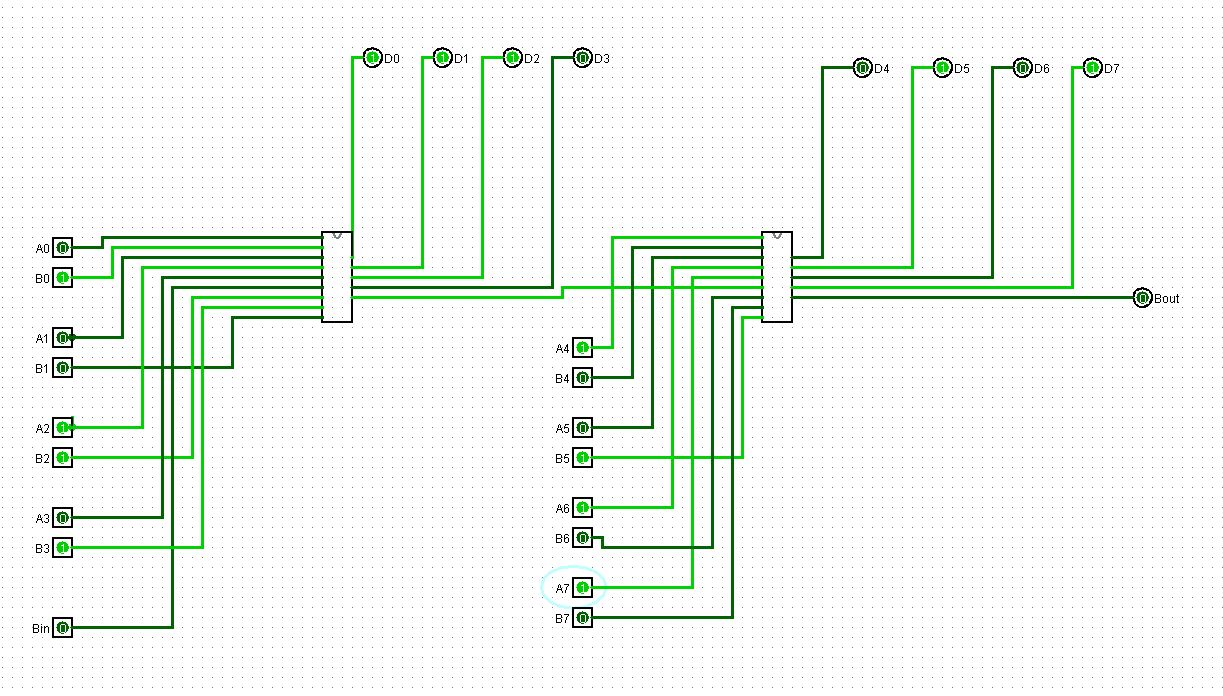 1 D0
1 D1
1 D2
0 D3
0 D4
1 D5
0 D6
1 D7
A0 0
B0 1
A1 0
B1 0
A2 1
B2 1
A3 0
B3 1
Bin 0
A4 1
B4 0
A5 0
B5 1
A6 1
B6 0
A7 1
B7 0
0 Bout